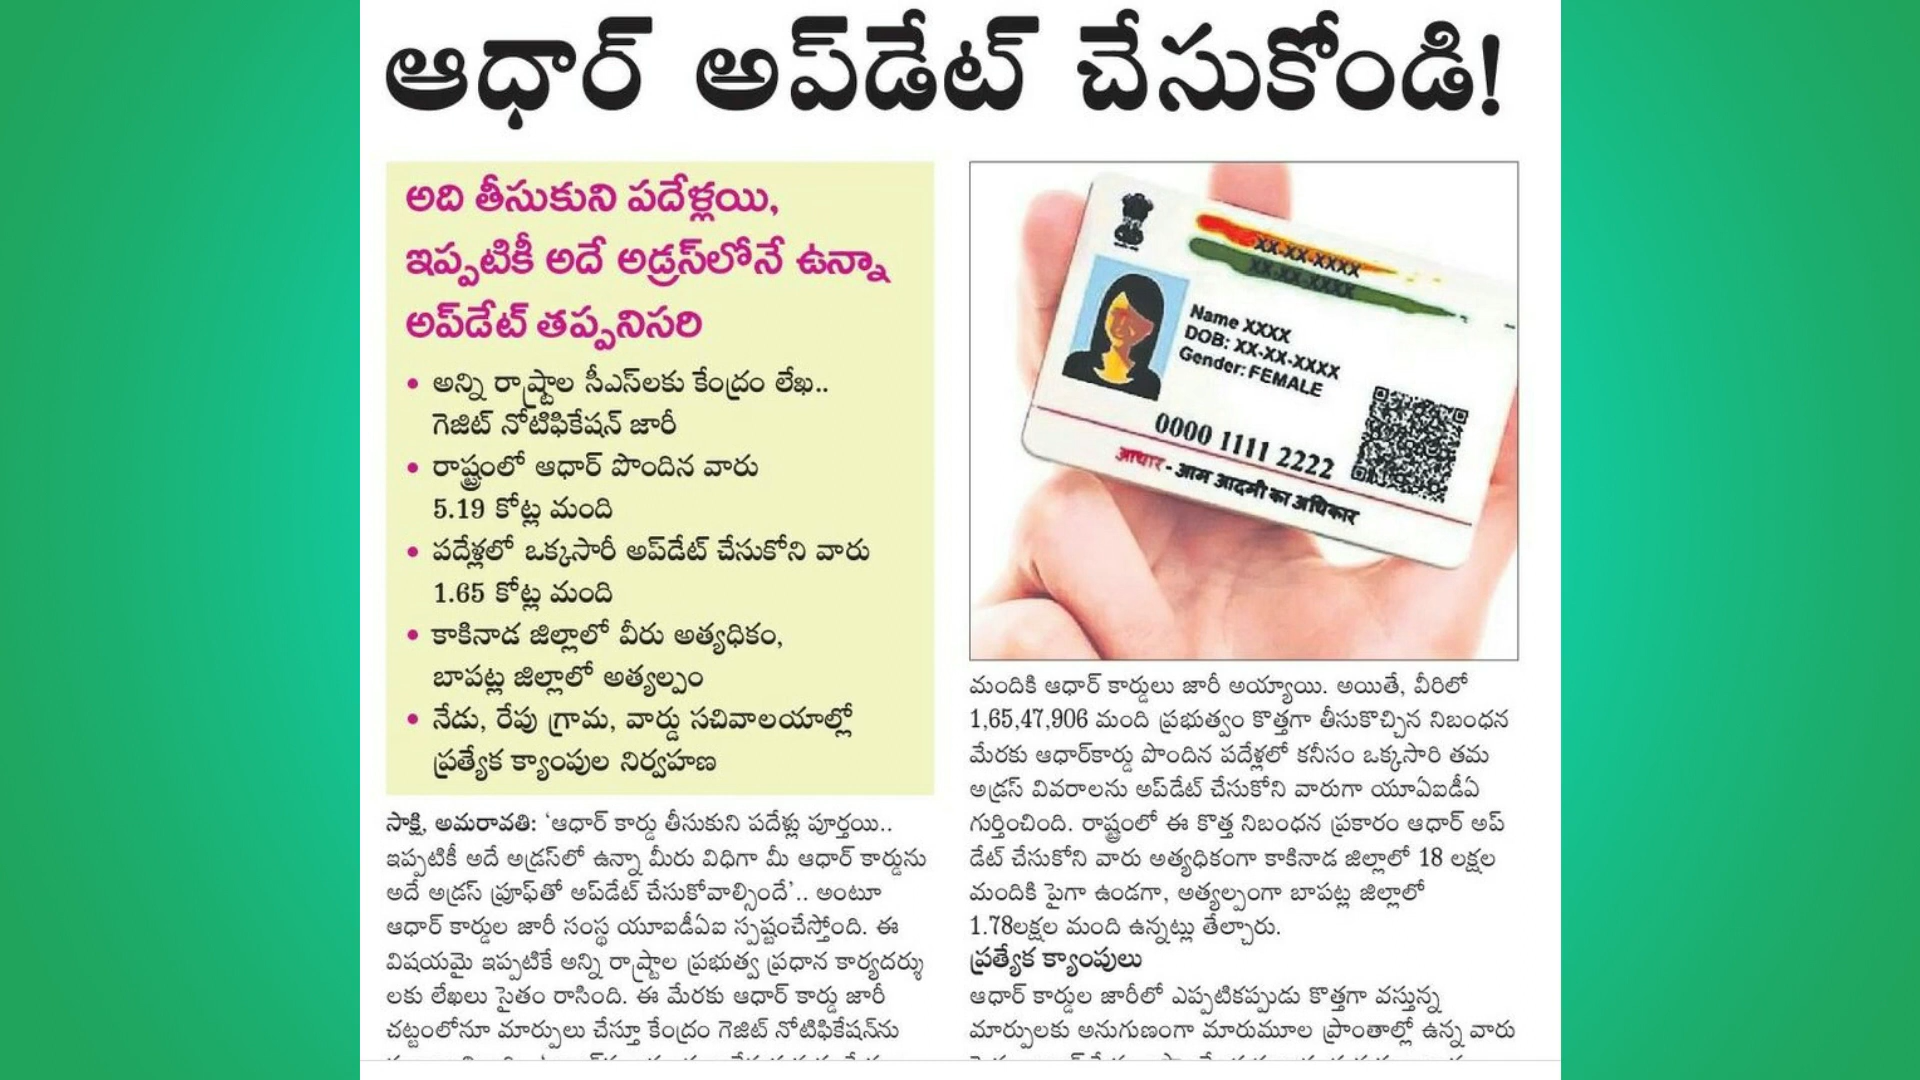 ఆధార్ అప్‌డేట్ చేసుకోండి!
అది తీసుకుని పదేళ్లయి,
ఇప్పటికీ అదే అడ్రస్‌లోనే ఉన్నా
అప్‌డేట్ తప్పనిసరి
• అన్ని రాష్ట్రాల సీఎస్‌లకు కేంద్రం లేఖ..
గెజిట్ నోటిఫికేషన్ జారీ
• రాష్ట్రంలో ఆధార్ పొందిన వారు
5.19 కోట్ల మంది
• పదేళ్లలో ఒక్కసారీ అప్‌డేట్ చేసుకోని వారు
1.65 కోట్ల మంది
• కాకినాడ జిల్లాలో వీరు అత్యధికం,
బాపట్ల జిల్లాలో అత్యల్పం
• నేడు, రేపు గ్రామ, వార్డు సచివాలయాల్లో
ప్రత్యేక క్యాంపుల నిర్వహణ
సాక్షి, అమరావతి: ‘ఆధార్ కార్డు తీసుకుని పదేళ్లు పూర్తయి..
ఇప్పటికీ అదే అడ్రస్‌లో ఉన్నా మీరు విధిగా మీ ఆధార్ కార్డును
అదే అడ్రస్ ప్రూఫ్‌తో అప్‌డేట్ చేసుకోవాల్సిందే’.. అంటూ
ఆధార్ కార్డుల జారీ సంస్థ యూఐడీఏఐ స్పష్టంచేస్తోంది. ఈ
విషయమై ఇప్పటికే అన్ని రాష్ట్రాల ప్రభుత్వ ప్రధాన కార్యదర్శు
లకు లేఖలు సైతం రాసింది. ఈ మేరకు ఆధార్ కార్డు జారీ
చట్టంలోనూ మార్పులు చేస్తూ కేంద్రం గెజిట్ నోటిఫికేషన్‌ను
XX-XX-XXXX
XX-XX-XXXX
Name XXXX
DOB: XX-XX-XXXX
Gender: FEMALE
0000 1111 2222
आधार - आम आदमी का अधिकार
మందికి ఆధార్ కార్డులు జారీ అయ్యాయి. అయితే, వీరిలో
1,65,47,906 మంది ప్రభుత్వం కొత్తగా తీసుకొచ్చిన నిబంధన
మేరకు ఆధార్‌కార్డు పొందిన పదేళ్లలో కనీసం ఒక్కసారి తమ
అడ్రస్ వివరాలను అప్‌డేట్ చేసుకోని వారుగా యూఏఐడీఏ
గుర్తించింది. రాష్ట్రంలో ఈ కొత్త నిబంధన ప్రకారం ఆధార్ అప్
డేట్ చేసుకోని వారు అత్యధికంగా కాకినాడ జిల్లాలో 18 లక్షల
మందికి పైగా ఉండగా, అత్యల్పంగా బాపట్ల జిల్లాలో
1.78లక్షల మంది ఉన్నట్లు తేల్చారు.
ప్రత్యేక క్యాంపులు
ఆధార్ కార్డుల జారీలో ఎప్పటికప్పుడు కొత్తగా వస్తున్న
మార్పులకు అనుగుణంగా మారుమూల ప్రాంతాల్లో ఉన్న వారు